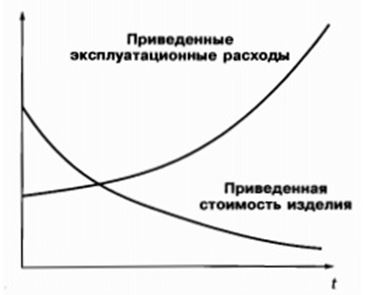 Приведенные
эксплуатационные расходы
Приведенная
стоимость изделия
t